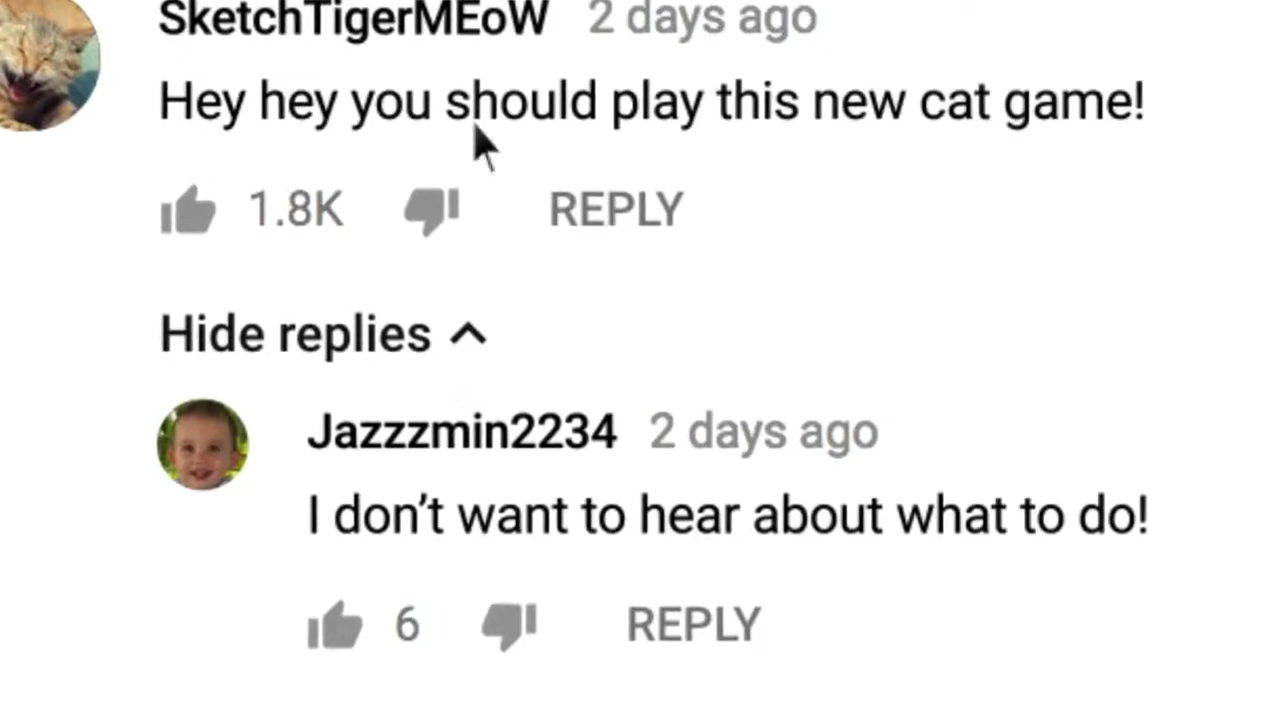 SketchTigerMEoW 2 days ago
Hey hey you should play this new cat game!
1.8K REPLY
Hide replies
Jazzzmin2234 2 days ago
I don’t want to hear about what to do!
6 REPLY